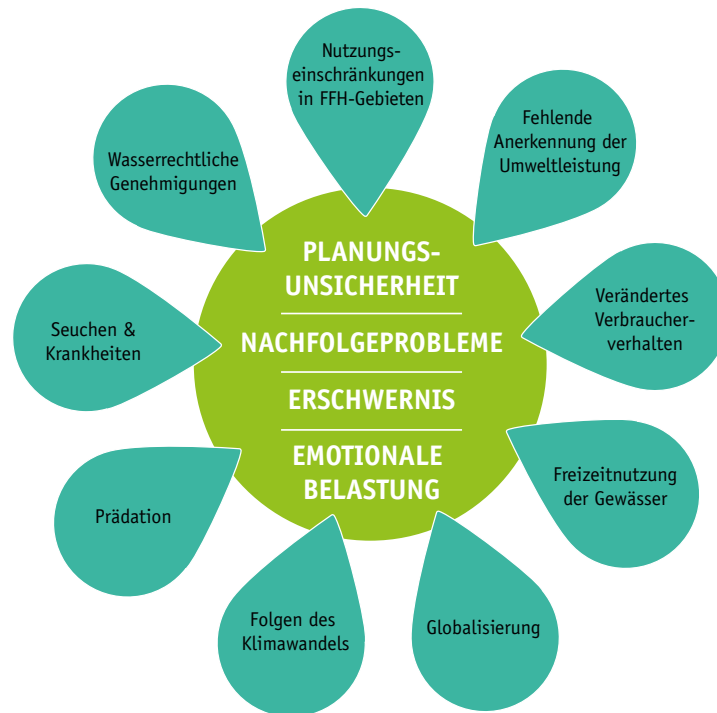 Nutzungs-
einschränkungen
in FFH-Gebieten
Fehlende
Anerkennung der
Umweltleistung
Verändertes
Verbraucher-
verhalten
Freizeitnutzung
der Gewässer
Globalisierung
Folgen des
Klimawandels
Prädation
Seuchen &
Krankheiten
Wasserrechtliche
Genehmigungen
PLANUNGS-
UNSICHERHEIT
NACHFOLGEPROBLEME
ERSCHWERNIS
EMOTIONALE
BELASTUNG